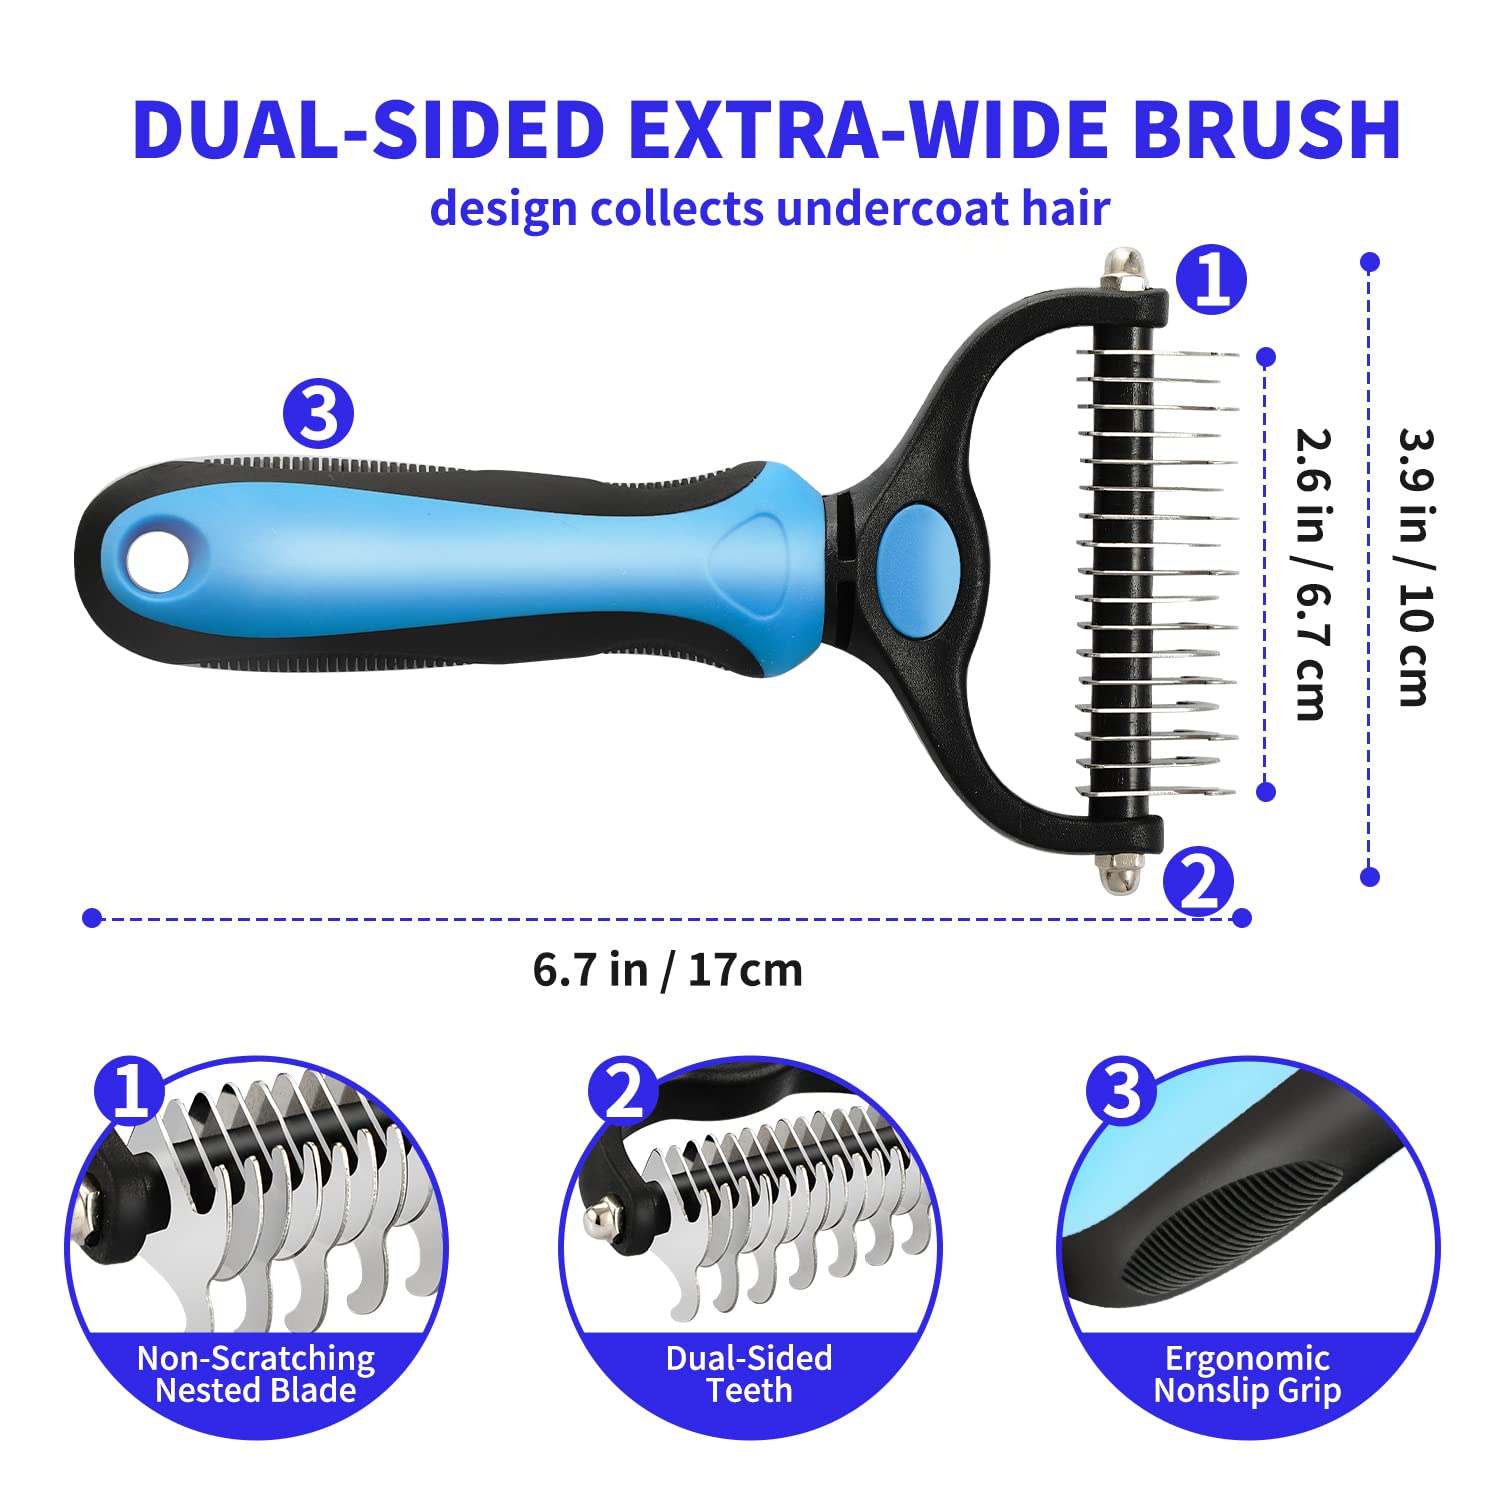 DUAL-SIDED EXTRA-WIDE BRUSH
design collects undercoat hair
1
3
2.6 in / 6.7 cm
3.9 in / 10 cm
2
6.7 in / 17cm
1
Non-Scratching
Nested Blade
2
Dual-Sided
Teeth
3
Ergonomic
Nonslip Grip